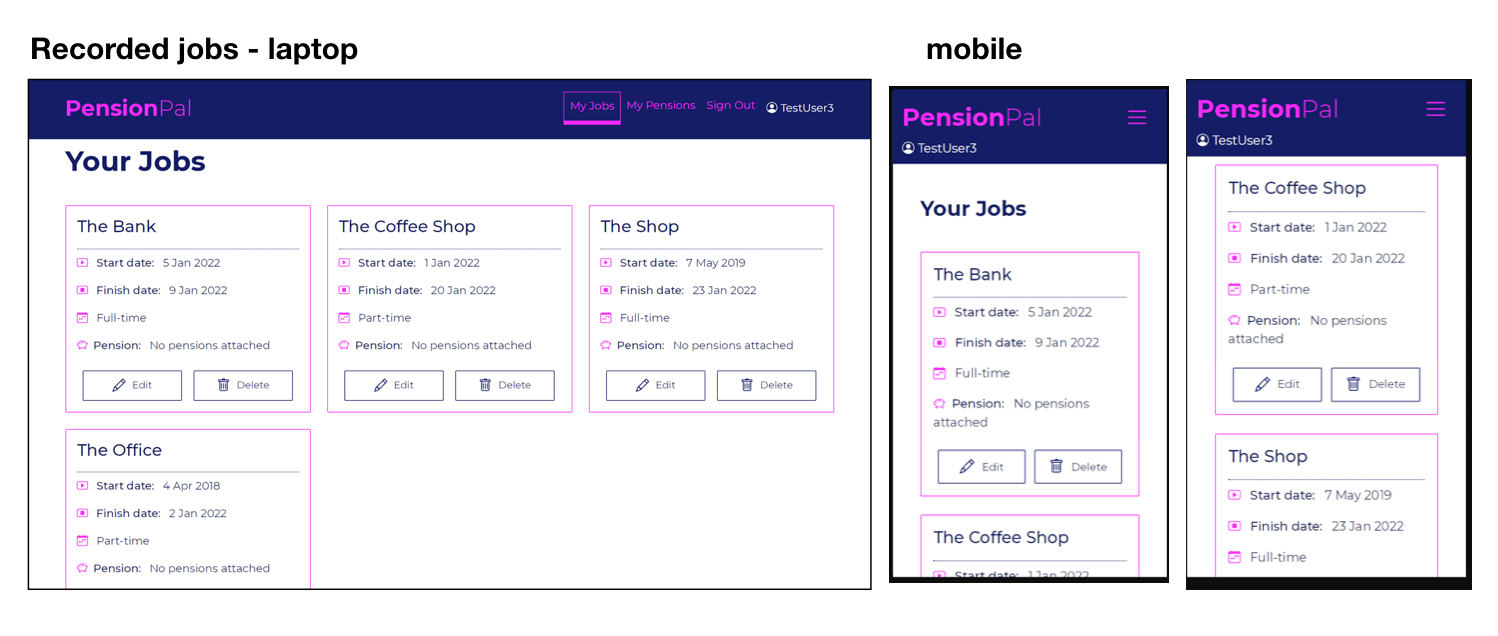 Recorded jobs - laptop
mobile
PensionPal
My Jobs
My Pensions
Sign Out
TestUser3
Your Jobs
The Bank
Start date: 5 Jan 2022
Finish date: 9 Jan 2022
Full-time
Pension: No pensions attached
Edit
Delete
The Coffee Shop
Start date: 1 Jan 2022
Finish date: 20 Jan 2022
Part-time
Pension: No pensions attached
Edit
Delete
The Shop
Start date: 7 May 2019
Finish date: 23 Jan 2022
Full-time
Pension: No pensions attached
Edit
Delete
The Office
Start date: 4 Apr 2018
Finish date: 2 Jan 2022
Part-time
Pension: No pensions attached
PensionPal
TestUser3
Your Jobs
The Bank
Start date: 5 Jan 2022
Finish date: 9 Jan 2022
Full-time
Pension: No pensions
attached
Edit
Delete
The Coffee Shop
Start date: 1 Jan 2022
PensionPal
TestUser3
The Coffee Shop
Start date: 1 Jan 2022
Finish date: 20 Jan 2022
Part-time
Pension: No pensions
attached
Edit
Delete
The Shop
Start date: 7 May 2019
Finish date: 23 Jan 2022
Full-time